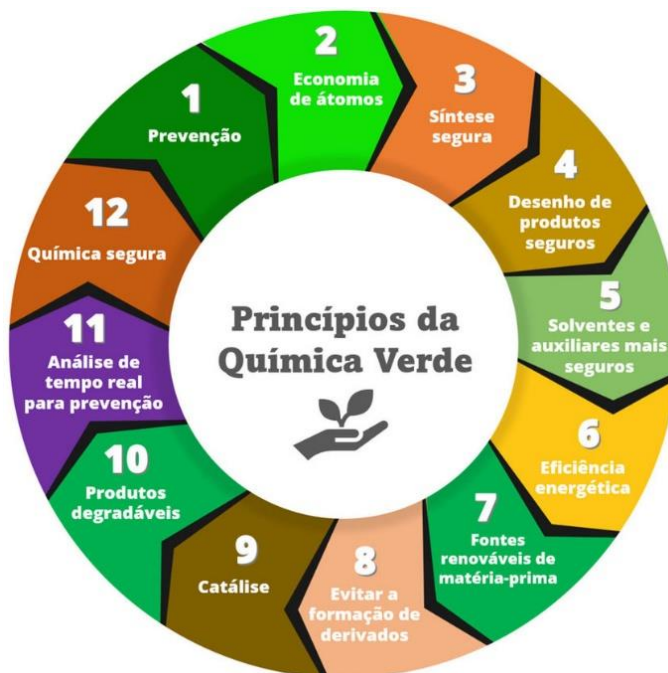 1
Prevenção
2
Economia
de átomos
3
Síntese
segura
4
Desenho de
produtos
seguros
5
Solventes e
auxiliares mais
seguros
6
Eficiência
energética
7
Fontes
renováveis de
matéria-prima
8
Evitar a
formação de
derivados
9
Catálise
10
Produtos
degradáveis
11
Análise de
tempo real
para prevenção
12
Química segura
Princípios da
Química Verde